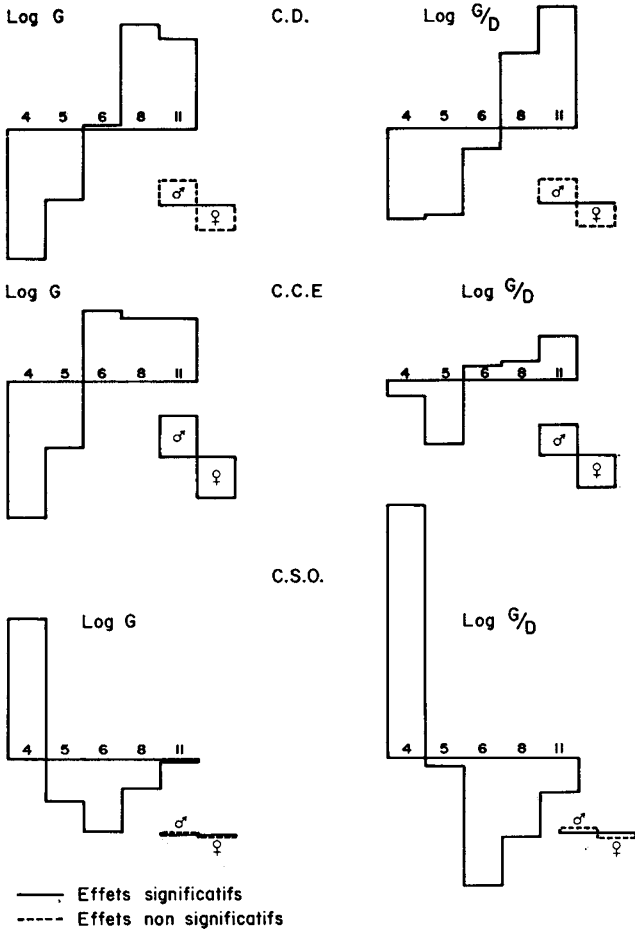 Log G C.D. Log G/D
4 5 6 8 11 4 5 6 8 11
♂ ♂
♀ ♀
Log G C.C.E Log G/D
4 5 6 8 11 4 5 6 8 11
♂ ♂
♀ ♀
C.S.O.
Log G Log G/D
4 5 6 8 11 4 5 6 8 11
♂ ♂
♀ ♀
Effets significatifs
Effets non significatifs